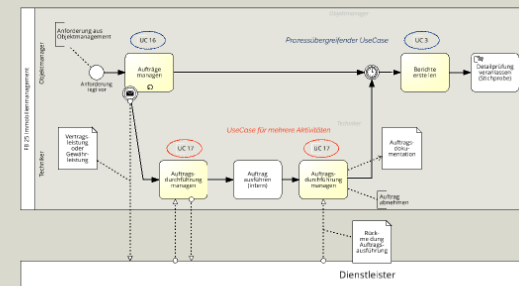 Objektmanager
Anforderung aus
Objektmanagement
UC 16
Prozessübergreifender UseCase
UC 3
FB 25 Immobilienmanagement
Objektmanager
Aufträge
managen
Anforderung
liegt vor
Berichte
erstellen
Detailprüfung
veranlassen
(Stichprobe)
Techniker
Techniker
Vertrags-
leistung
oder
Gewähr-
leistung
UseCase für mehrere Aktivitäten
UC 17
UC 17
Auftrags-
doku-
mentation
Auftrags-
durchführung
managen
Auftrag
ausführen
(intern)
Auftrags-
durchführung
managen
Auftrag
abnehmen
Rück-
meldung
Auftrags-
ausführung
Dienstleister